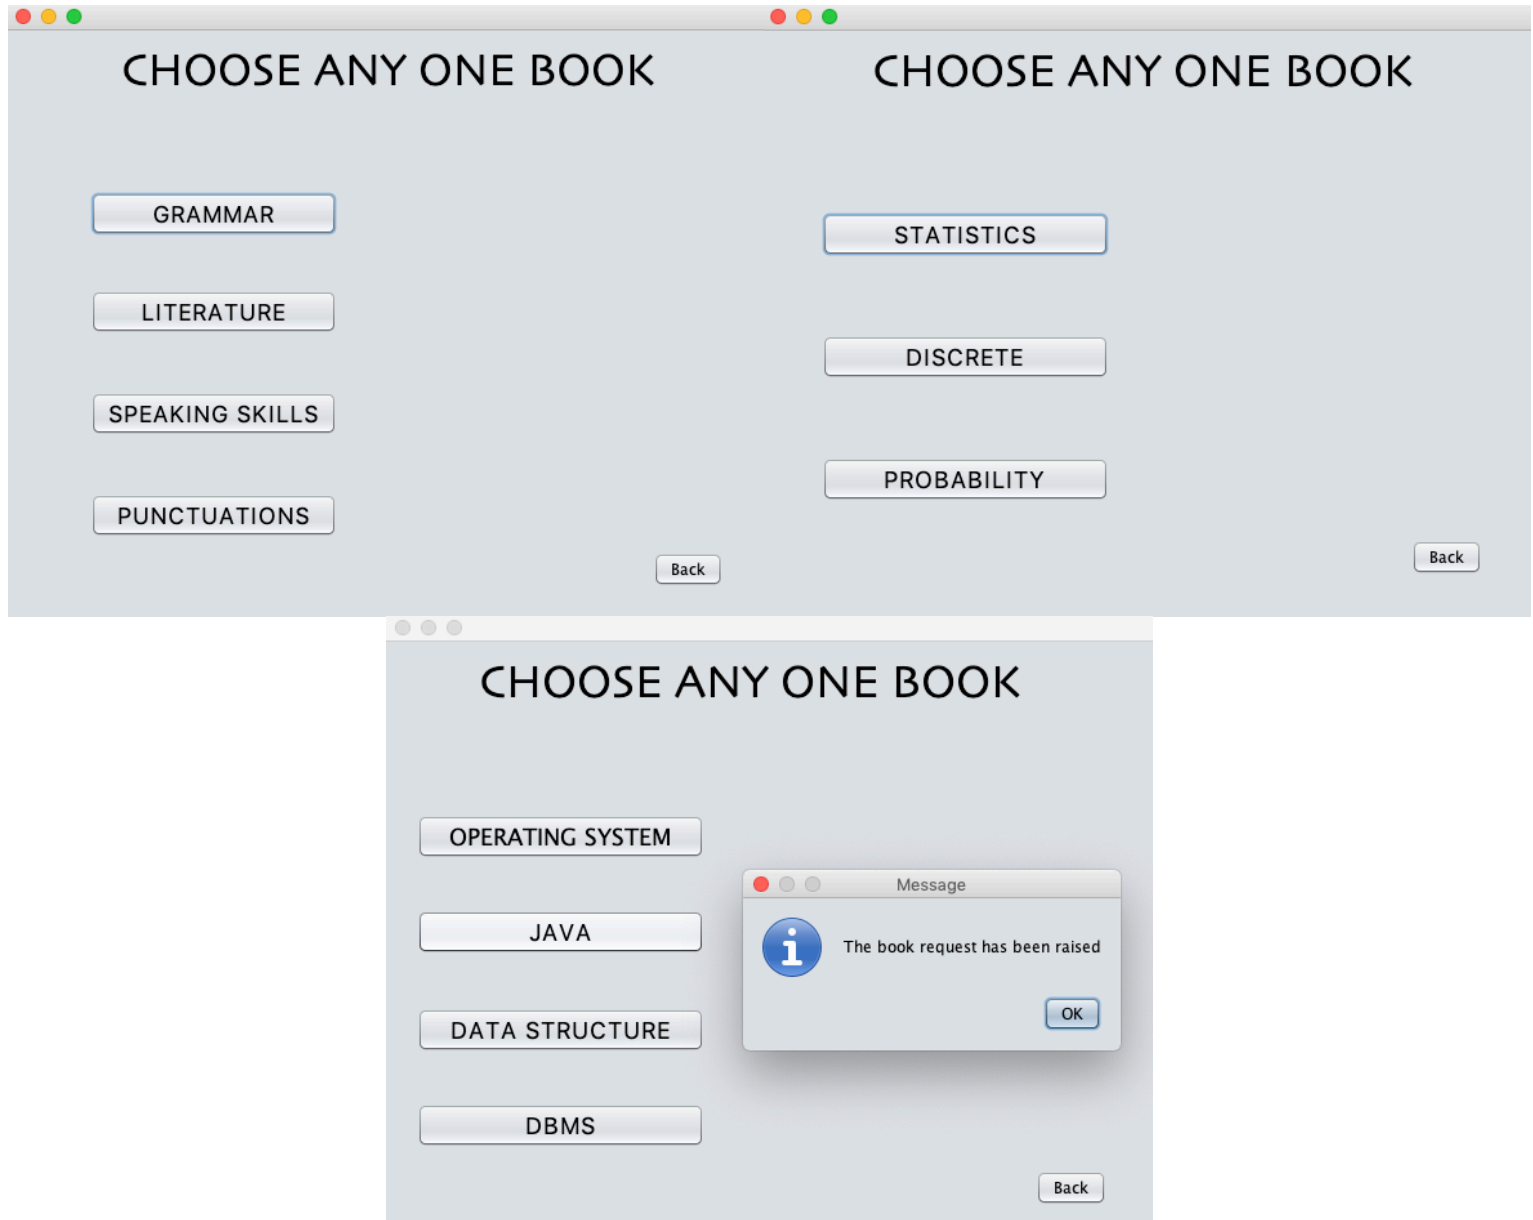 CHOOSE ANY ONE BOOK
GRAMMAR
LITERATURE
SPEAKING SKILLS
PUNCTUATIONS
Back
CHOOSE ANY ONE BOOK
STATISTICS
DISCRETE
PROBABILITY
Back
CHOOSE ANY ONE BOOK
OPERATING SYSTEM
JAVA
DATA STRUCTURE
DBMS
Message
The book request has been raised
OK
Back